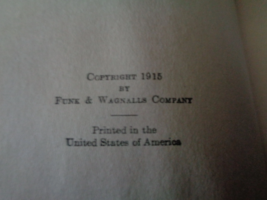 COPYRIGHT 1915
BY
FUNK & WAGNALLS COMPANY
Printed in the
United States of America